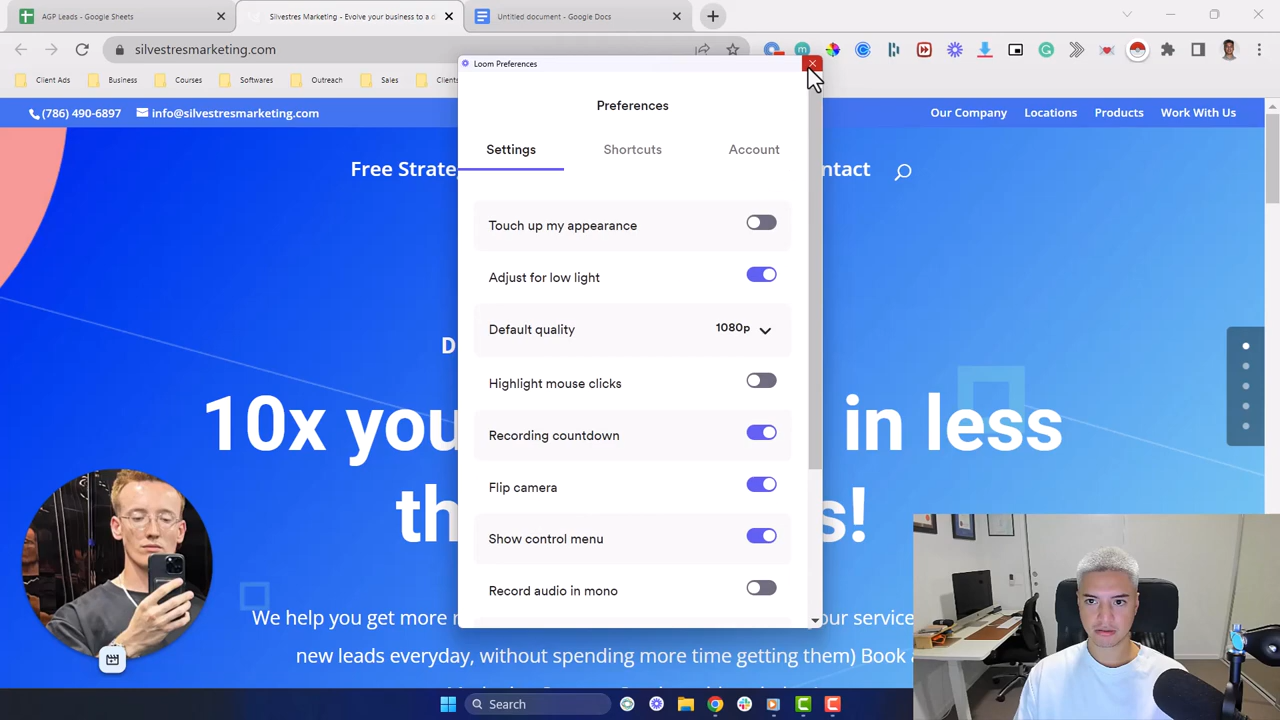 AGP Leads - Google Sheets
Silvestres Marketing - Evolve your business to a
Untitled document - Google Docs
silvestresmarketing.com
Client Ads
Business
Courses
Softwares
Outreach
Sales
Clients
Loom Preferences
Preferences
Settings
Shortcuts
Account
Touch up my appearance
Adjust for low light
Default quality
1080p
Highlight mouse clicks
Recording countdown
Flip camera
Show control menu
Record audio in mono
(786) 490-6897
info@silvestresmarketing.com
Our Company
Locations
Products
Work With Us
Free Strate
ntact
D
10x you
in less
th
s!
We help you get more
our service
new leads everyday, without spending more time getting them) Book a
Search